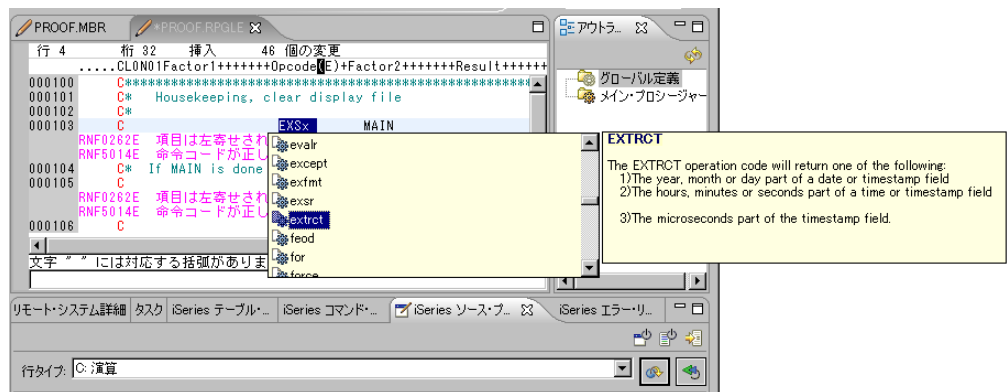 PROOF.MBR *PROOF.RPGLE アウトラ...
行 4 桁 32 挿入 46 個の変更
.....CL0N01Factor1+++++++Opcode(E)+Factor2+++++++Result++++++
000100 C****************************************************
000101 C* Housekeeping, clear display file
000102 C*
000103 C EXSx MAIN
RNF0262E 項目は左寄せされ
RNF5014E 命令コードが正し
000104 C* If MAIN is done
000105 C
RNF0262E 項目は左寄せされ
RNF5014E 命令コードが正し
000106 C
文字 " " には対応する括弧がありま
evalr
except
exfmt
exsr
extrct
feod
for
force
グローバル定義
メイン・プロシージャー
EXTRCT
The EXTRCT operation code will return one of the following:
1)The year, month or day part of a date or timestamp field
2)The hours, minutes or seconds part of a time or timestamp field
3)The microseconds part of the timestamp field.
リモート・システム詳細 タスク iSeries テーブル・... iSeries コマンド・... iSeries ソース・プ... iSeries エラー・リ...
行タイプ: C: 演算